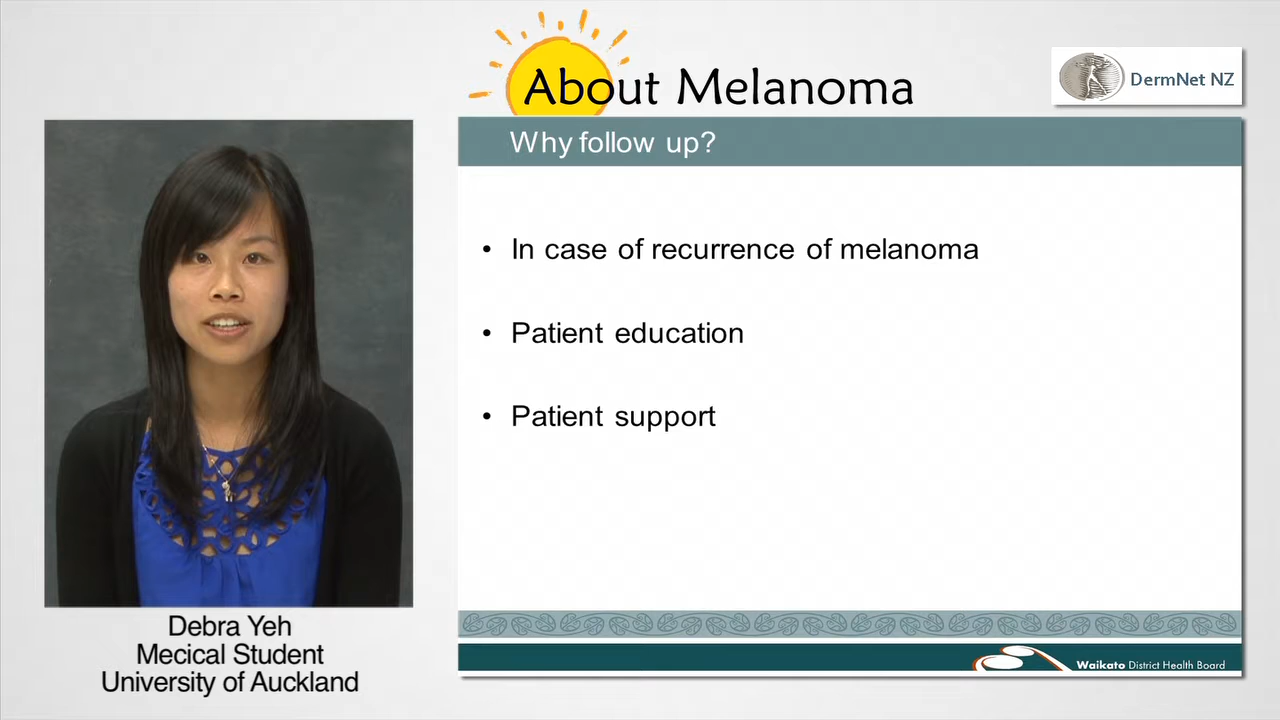 About Melanoma
DermNet NZ
Why follow up?
• In case of recurrence of melanoma
• Patient education
• Patient support
Debra Yeh
Mecical Student
University of Auckland
Waikato District Health Board